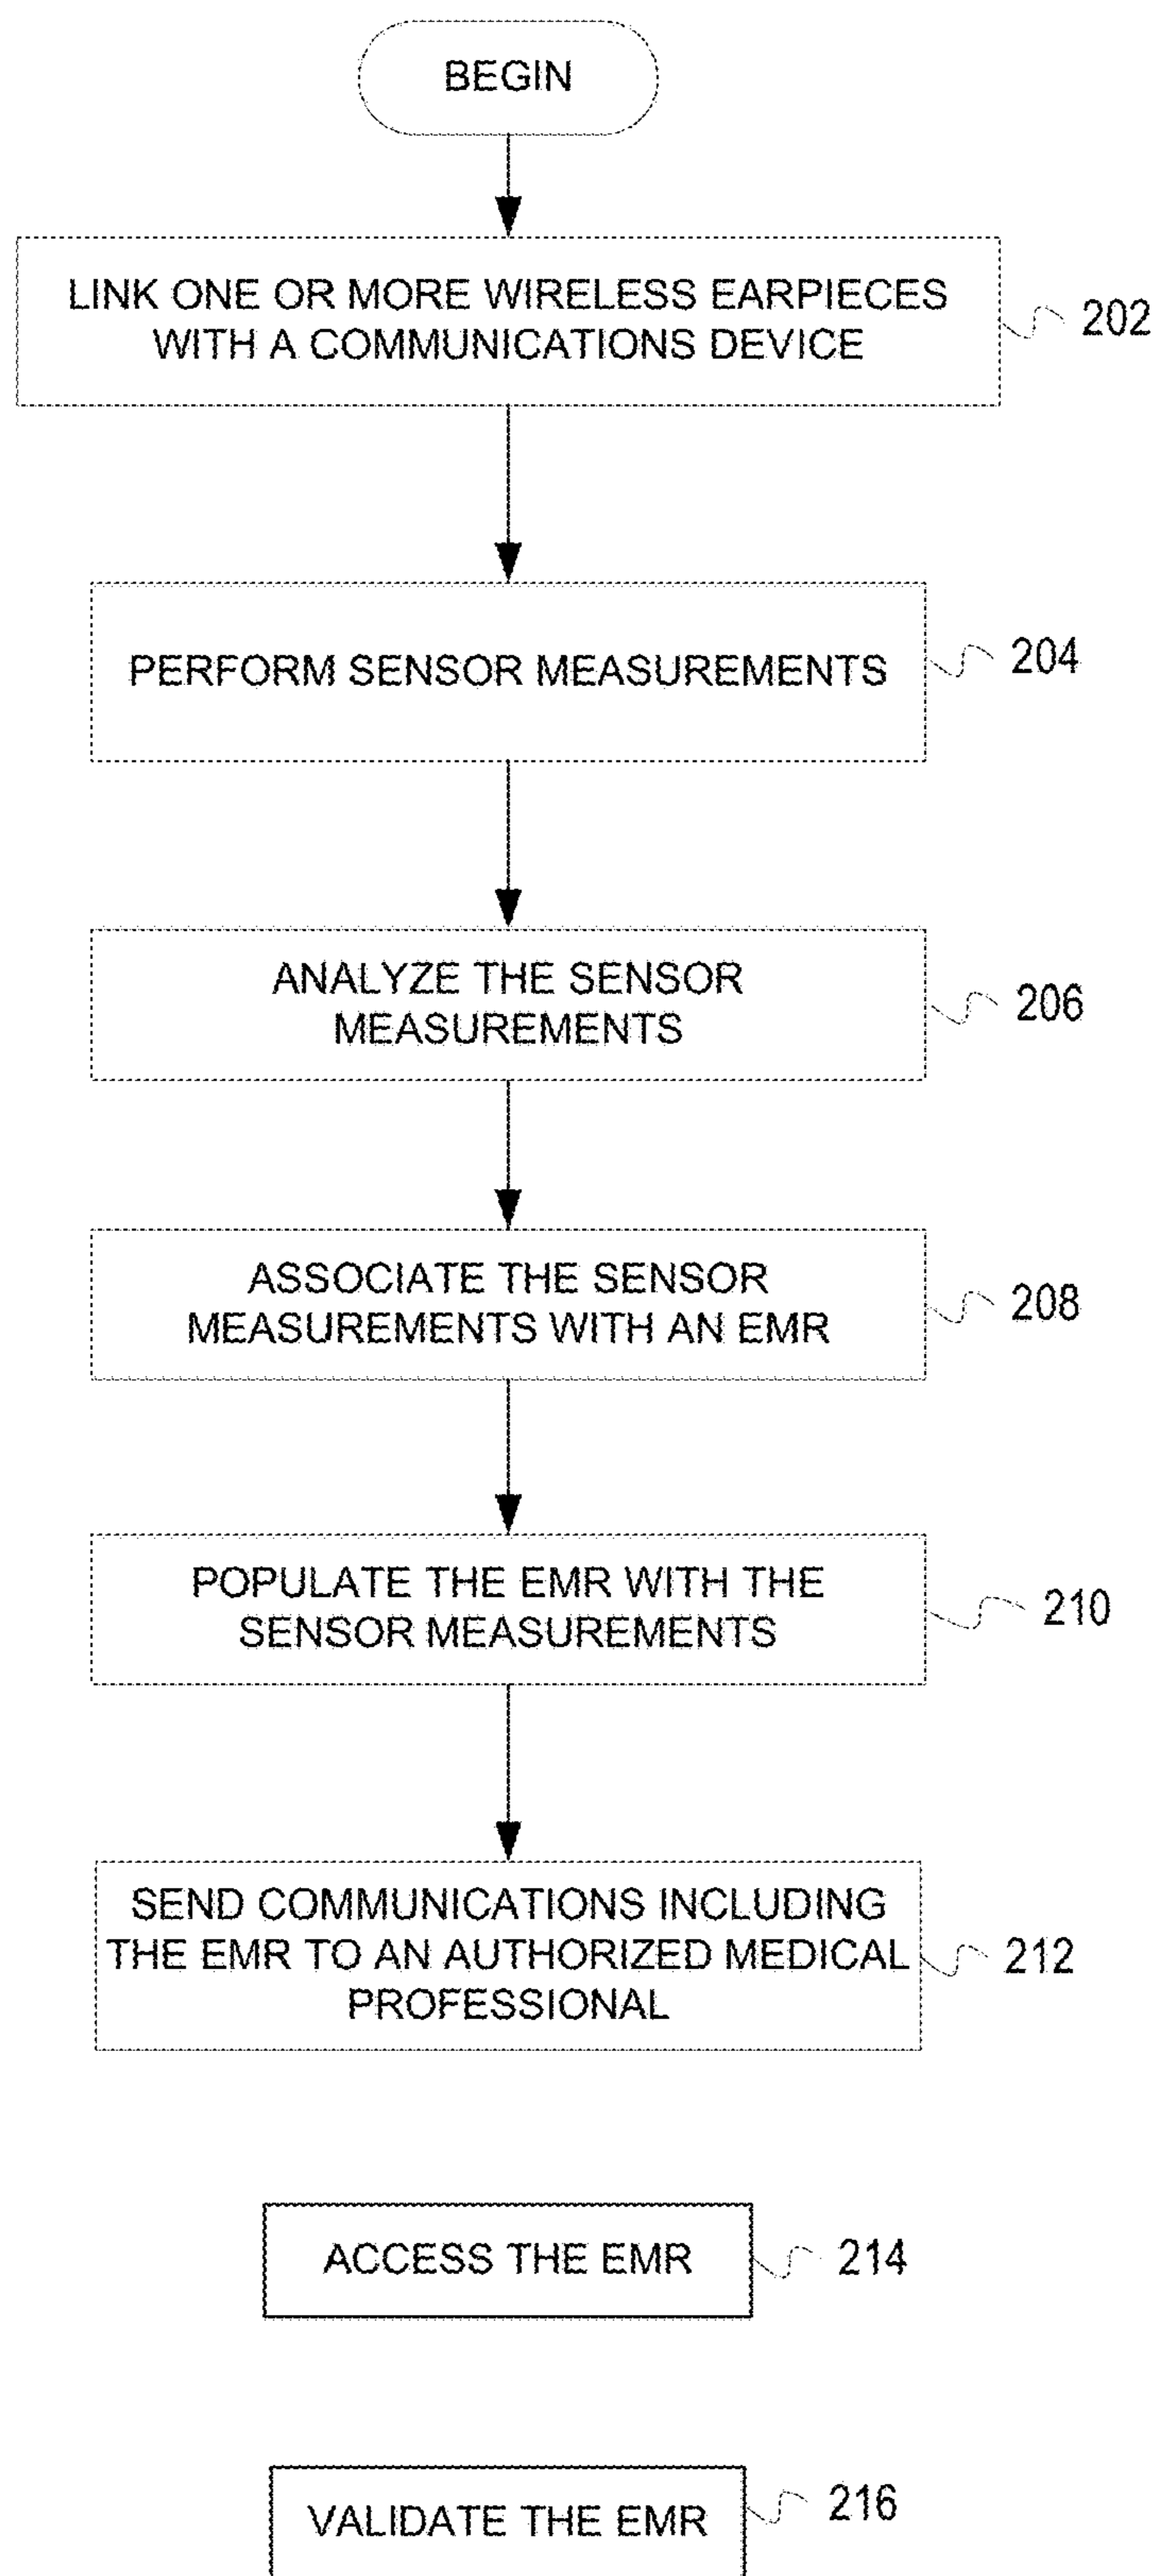 BEGIN
LINK ONE OR MORE WIRELESS EARPIECES
WITH A COMMUNICATIONS DEVICE
202
PERFORM SENSOR MEASUREMENTS
204
ANALYZE THE SENSOR
MEASUREMENTS
206
ASSOCIATE THE SENSOR
MEASUREMENTS WITH AN EMR
208
POPULATE THE EMR WITH THE
SENSOR MEASUREMENTS
210
SEND COMMUNICATIONS INCLUDING
THE EMR TO AN AUTHORIZED MEDICAL
PROFESSIONAL
212
ACCESS THE EMR
214
VALIDATE THE EMR
216